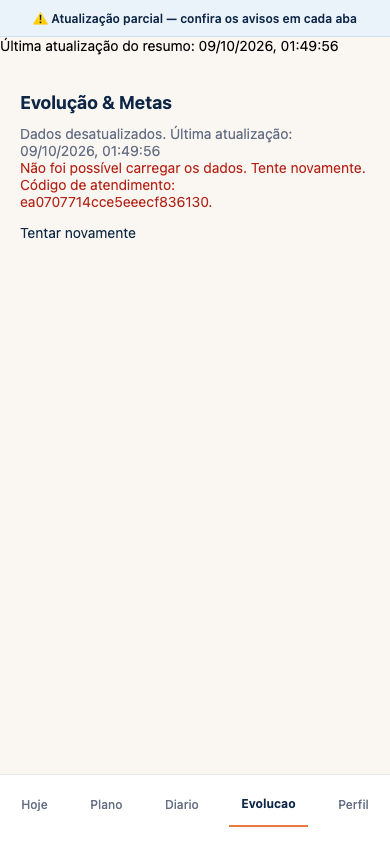 ⚠️ Atualização parcial — confira os avisos em cada aba
Última atualização do resumo: 09/10/2026, 01:49:56
Evolução & Metas
Dados desatualizados. Última atualização:
09/10/2026, 01:49:56
Não foi possível carregar os dados. Tente novamente.
Código de atendimento:
ea0707714cce5eeecf836130.
Tentar novamente
Hoje Plano Diario Evolucao Perfil